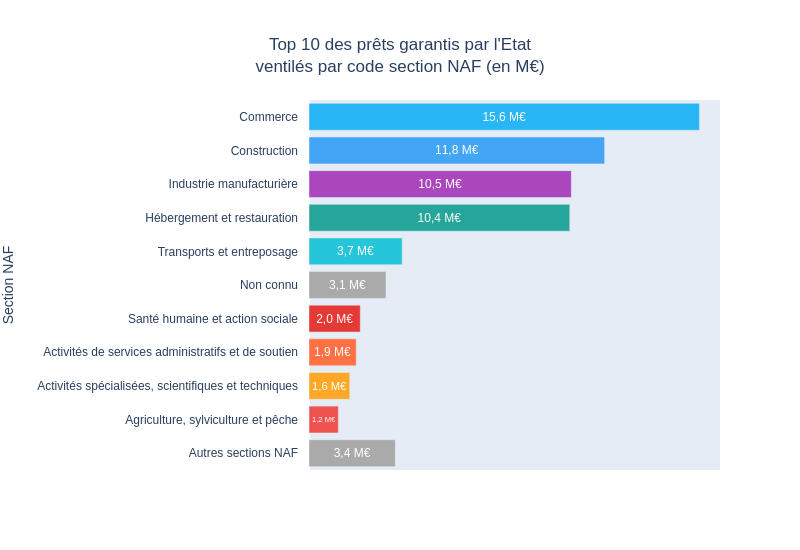 Top 10 des prêts garantis par l'Etat
ventilés par code section NAF (en M€)
Section NAF
Commerce 15,6 M€
Construction 11,8 M€
Industrie manufacturière 10,5 M€
Hébergement et restauration 10,4 M€
Transports et entreposage 3,7 M€
Non connu 3,1 M€
Santé humaine et action sociale 2,0 M€
Activités de services administratifs et de soutien 1,9 M€
Activités spécialisées, scientifiques et techniques 1,6 M€
Agriculture, sylviculture et pêche 1,2 M€
Autres sections NAF 3,4 M€